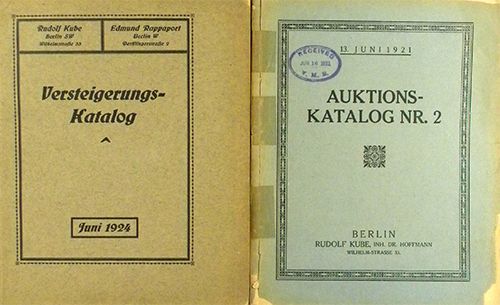 Rudolf Kube
Berlin SW
Wilhelmstraße 33
Edmund Rappaport
Berlin W
Versteigerungs-
Katalog
Juni 1924
13. JUNI 1921
RECEIVED
AUKTIONS-
KATALOG NR. 2
BERLIN
RUDOLF KUBE, INH. DR. HOFFMANN
WILHELM-STRASSE 33.